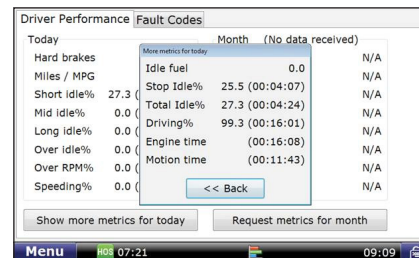 Driver Performance Fault Codes
Today Month (No data received)
More metrics for today
Hard brakes N/A
Idle fuel 0.0
Miles / MPG N/A
Stop Idle% 25.5 (00:04:07)
Short idle% 27.3 ( N/A
Total Idle% 27.3 (00:04:24)
Mid idle% 0.0 ( N/A
Driving% 99.3 (00:16:01)
Long idle% 0.0 ( N/A
Engine time (00:16:08)
Over idle% 0.0 ( N/A
Motion time (00:11:43)
Over RPM% 0.0 ( N/A
Speeding% 0.0 ( N/A
<< Back
Show more metrics for today Request metrics for month
Menu HOS 07:21 09:09